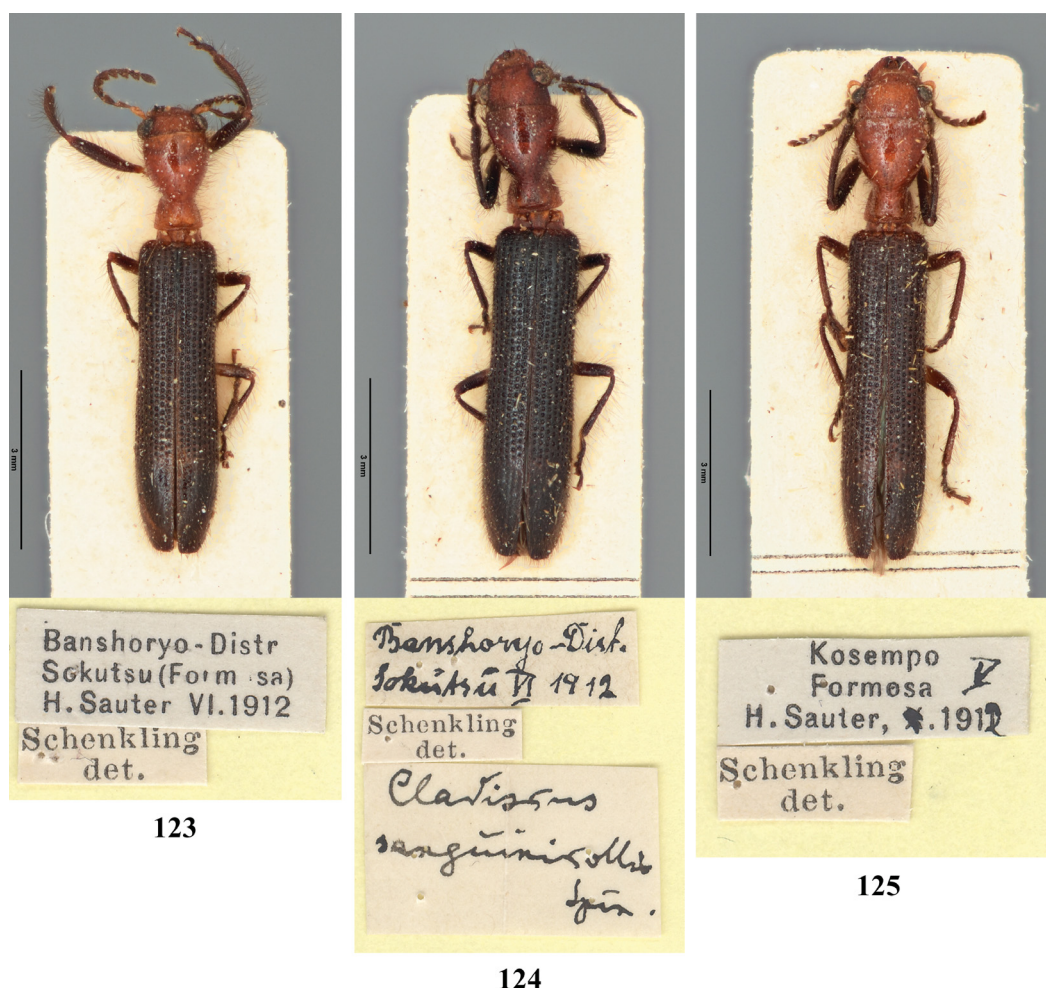 3 mm
Banshoryo-Distr
Sokutsu (Form sa)
H. Sauter VI.1912
Schenkling
det.
123
3 mm
Banshoryo-Dist.
Sokutsu VI 1912
Schenkling
det.
Cladiscus
sanguinicollis
Spin.
124
3 mm
Kosempo
Formosa V
H. Sauter, .1912
Schenkling
det.
125